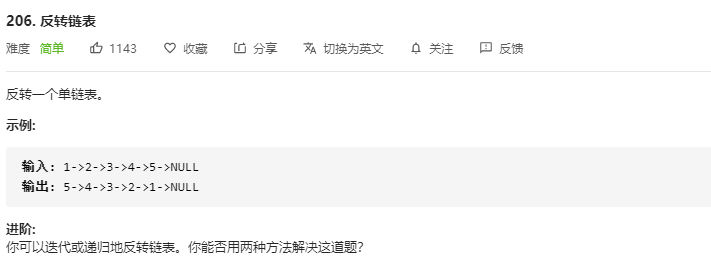 206. 反转链表
难度 简单 1143 收藏 分享 切换为英文 关注 反馈
反转一个单链表。
示例:
输入: 1->2->3->4->5->NULL
输出: 5->4->3->2->1->NULL
进阶:
你可以迭代或递归地反转链表。你能否用两种方法解决这道题？